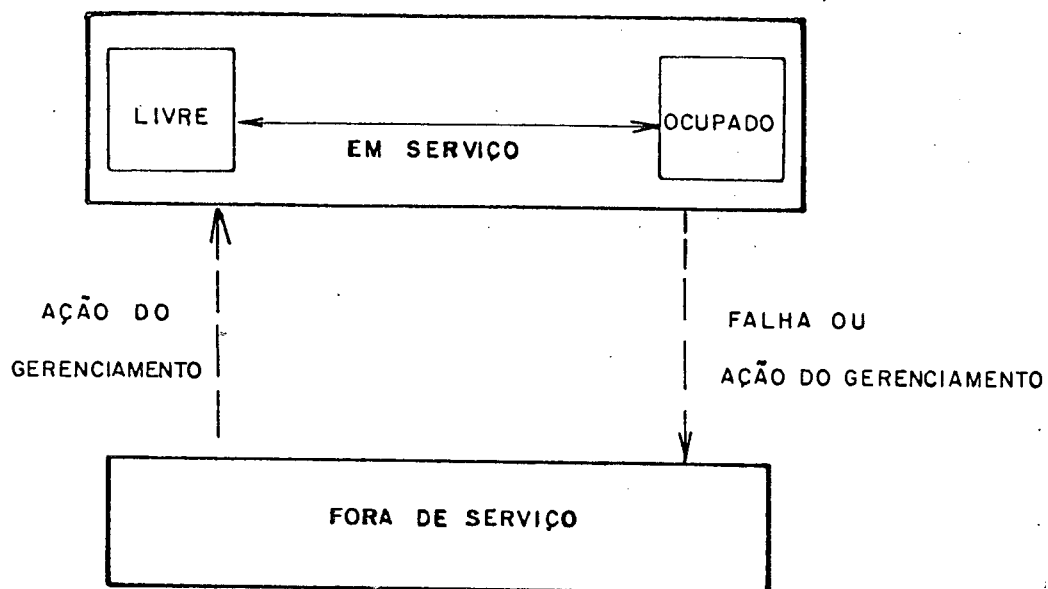 LIVRE
OCUPADO
EM SERVIÇO
AÇÃO DO
GERENCIAMENTO
FALHA OU
AÇÃO DO GERENCIAMENTO
FORA DE SERVIÇO